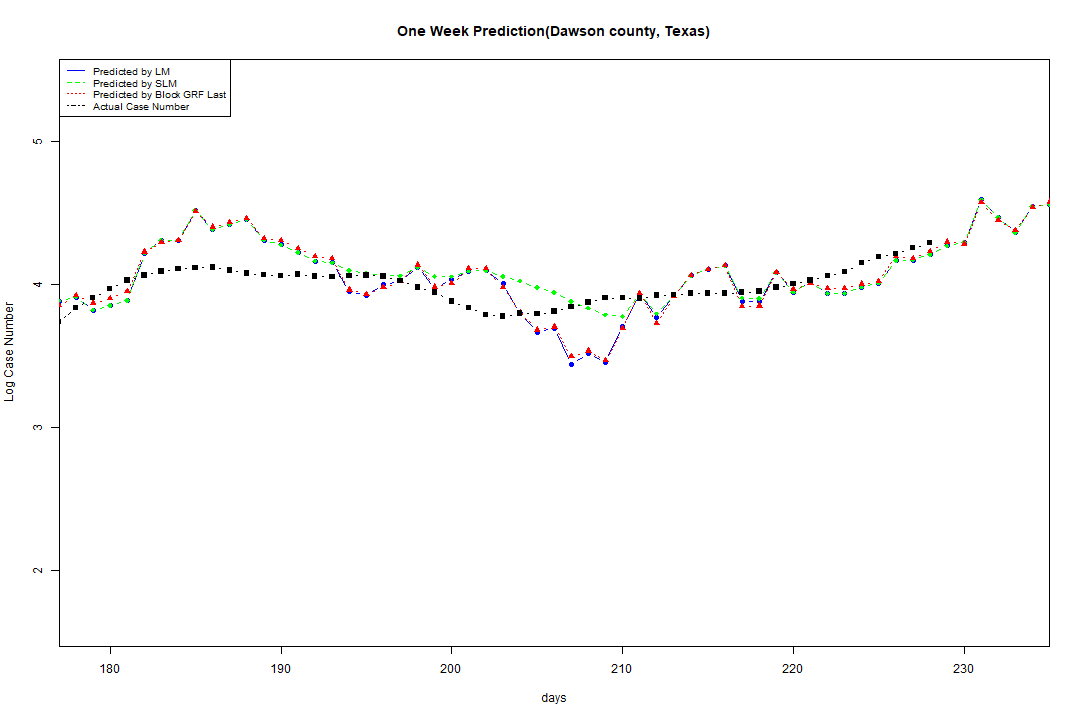 One Week Prediction(Dawson county, Texas)
Predicted by LM
Predicted by SLM
Predicted by Block GRF Last
Actual Case Number
5
4
3
2
Log Case Number
180 190 200 210 220 230
days